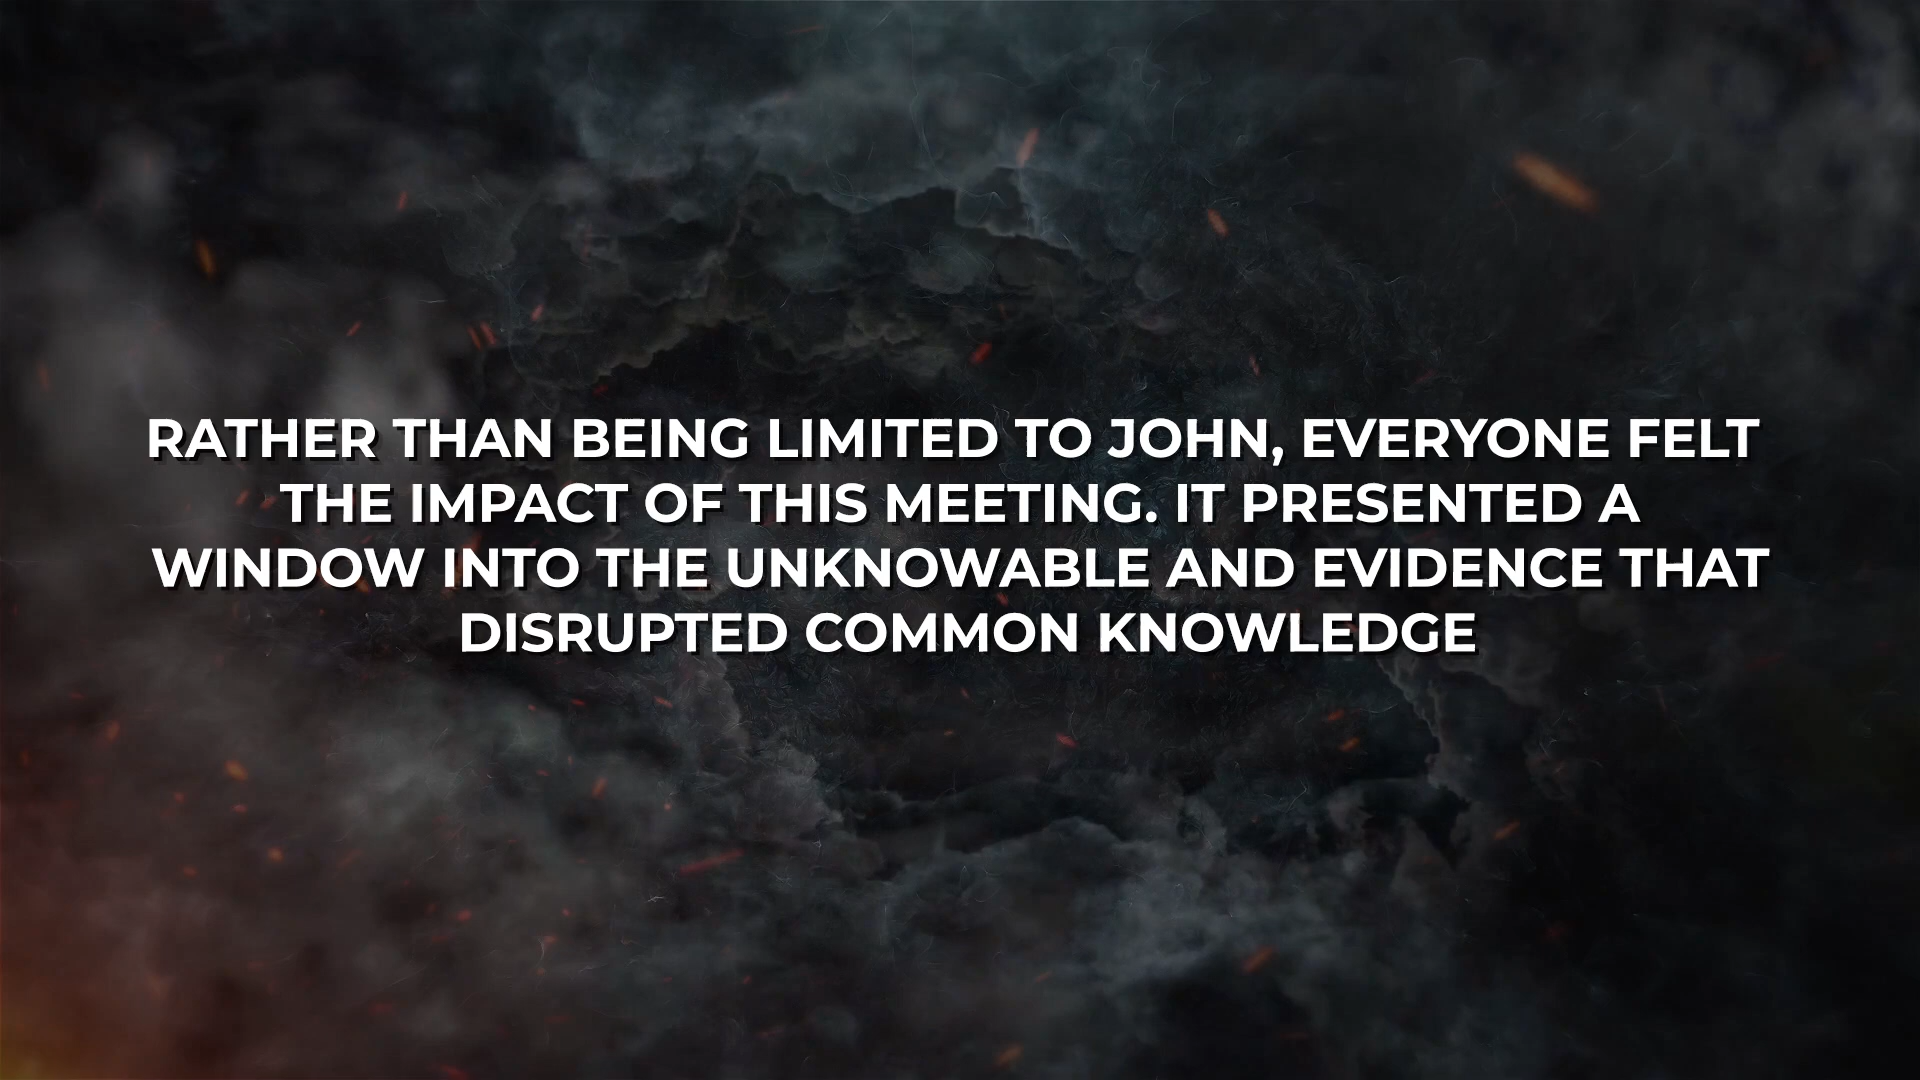 RATHER THAN BEING LIMITED TO JOHN, EVERYONE FELT
THE IMPACT OF THIS MEETING. IT PRESENTED A
WINDOW INTO THE UNKNOWABLE AND EVIDENCE THAT
DISRUPTED COMMON KNOWLEDGE